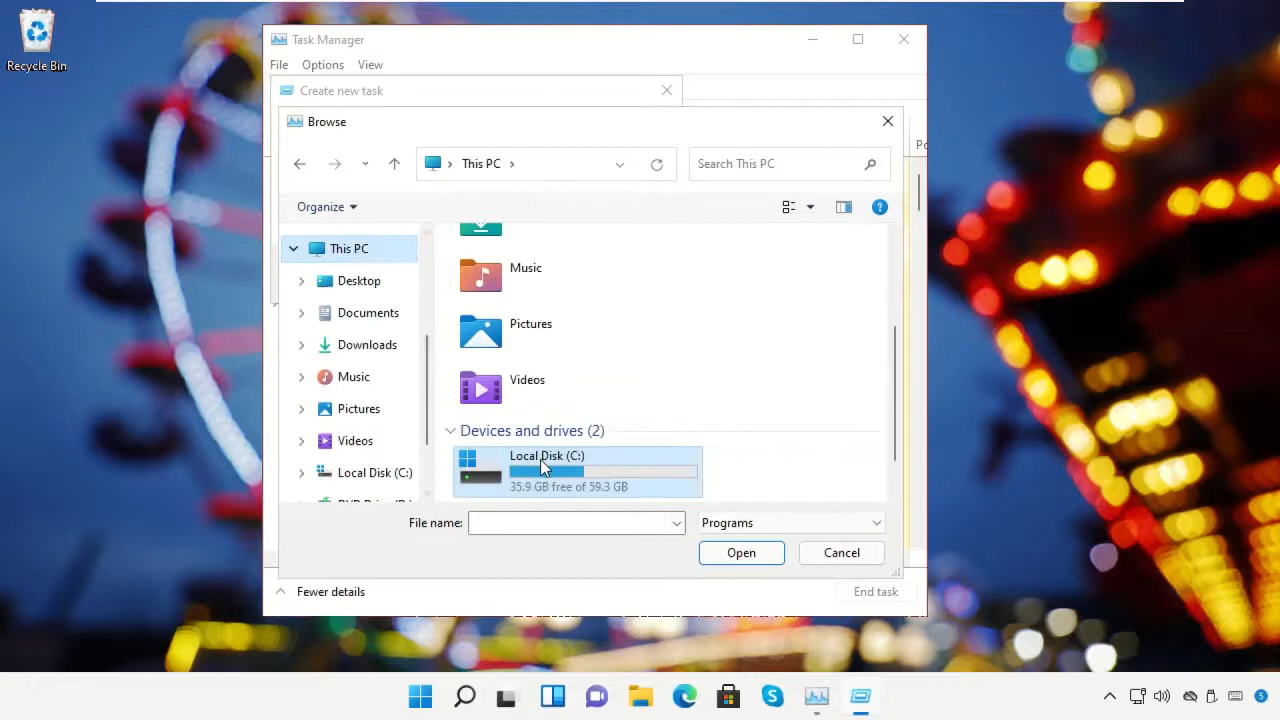 Recycle Bin
Task Manager
File Options View
Create new task
Browse
Po
This PC
Search This PC
Organize
This PC
Desktop
Documents
Downloads
Music
Pictures
Videos
Local Disk (C:)
Music
Pictures
Videos
Devices and drives (2)
Local Disk (C:)
35.9 GB free of 59.3 GB
File name:
Programs
Open Cancel
Fewer details
End task
5